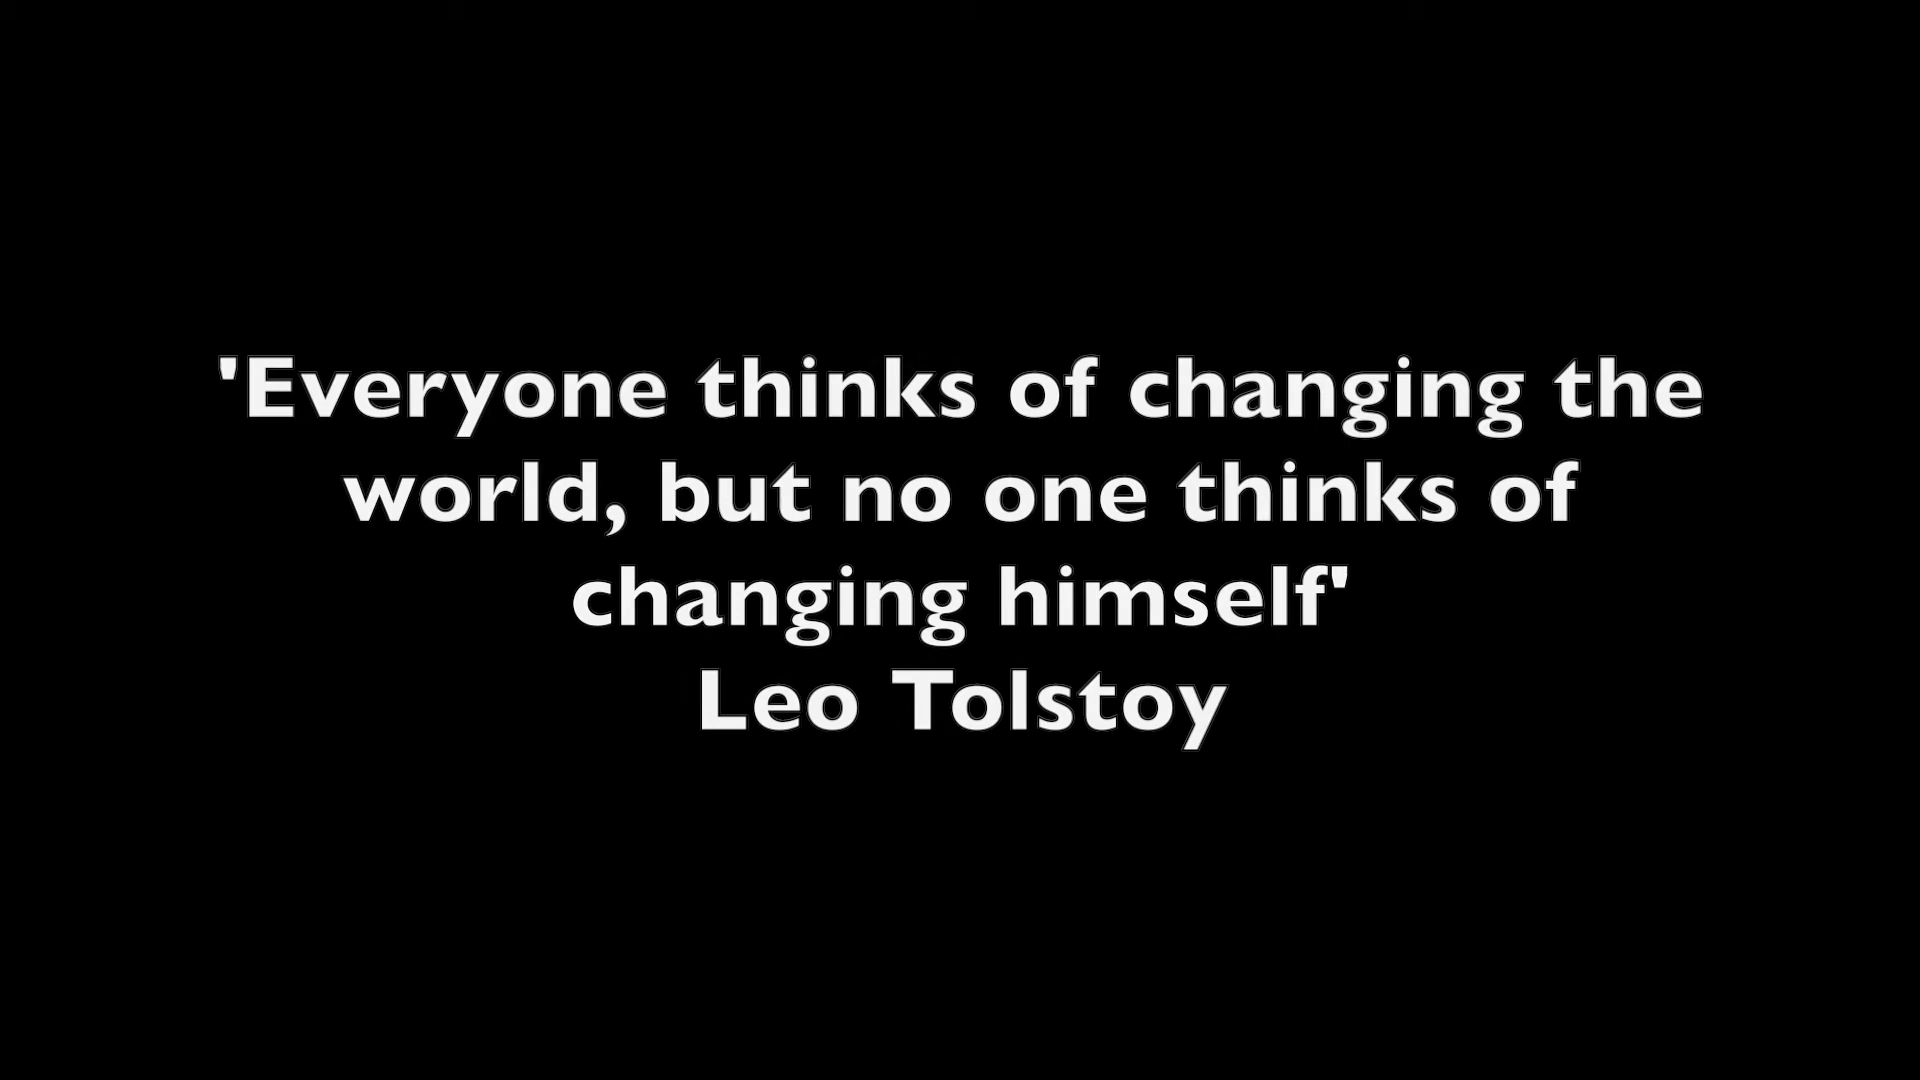 'Everyone thinks of changing the
world, but no one thinks of
changing himself'
Leo Tolstoy